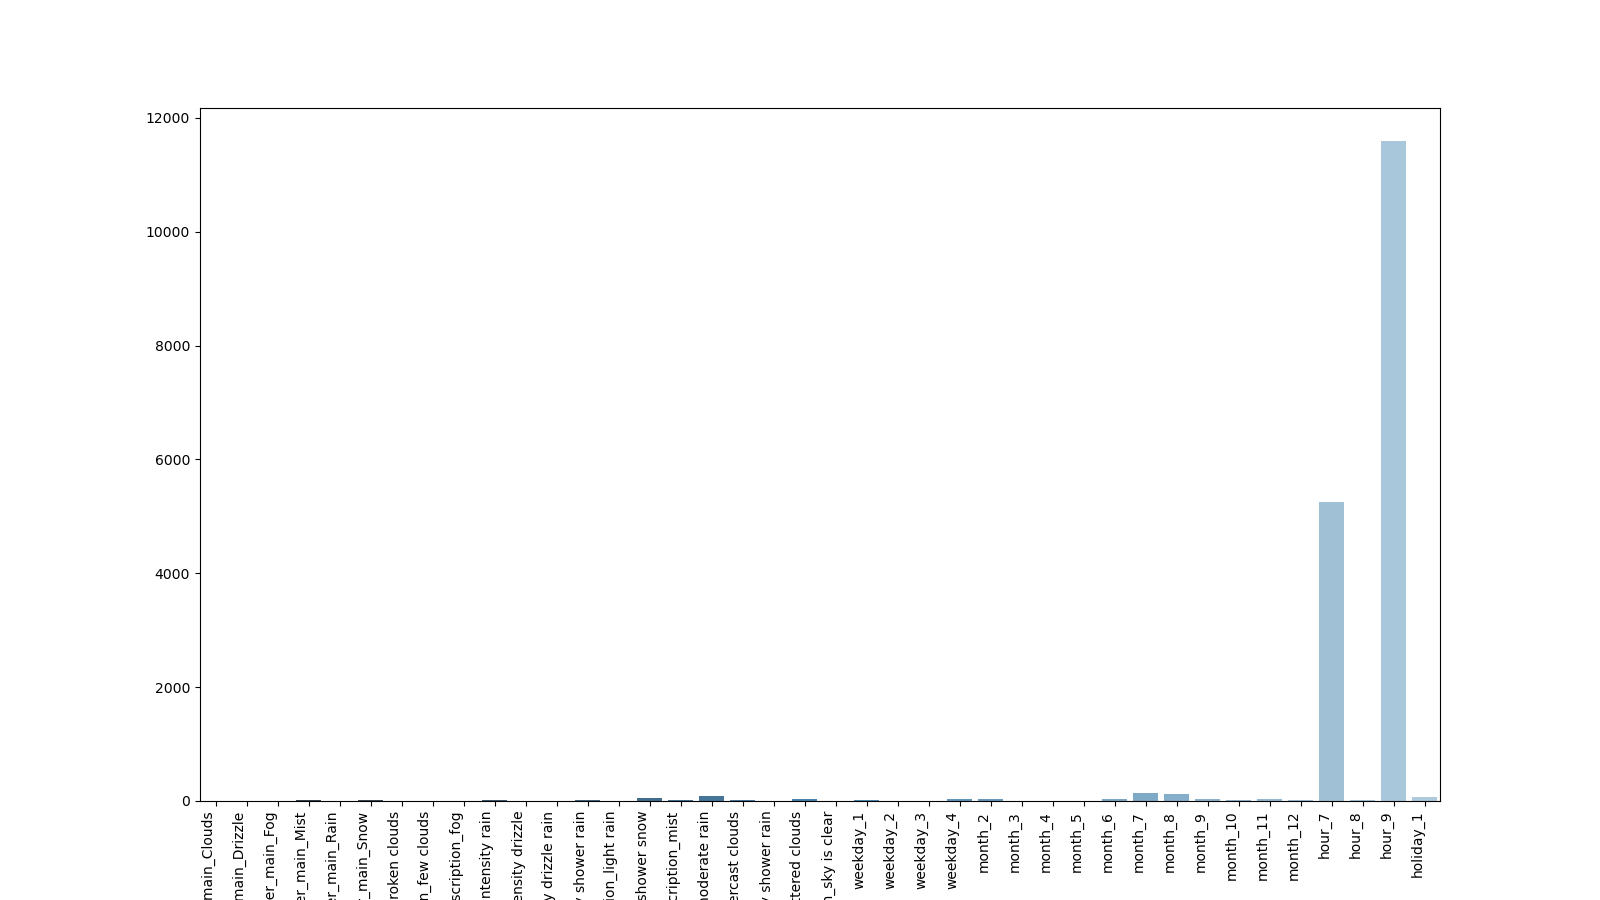 12000
10000
8000
6000
4000
2000
0
main_Clouds
main_Drizzle
er_main_Fog
er_main_Mist
er_main_Rain
_main_Snow
roken clouds
n_few clouds
scription_fog
ntensity rain
ensity drizzle
y drizzle rain
y shower rain
ion_light rain
shower snow
cription_mist
noderate rain
ercast clouds
y shower rain
ttered clouds
n_sky is clear
weekday_1
weekday_2
weekday_3
weekday_4
month_2
month_3
month_4
month_5
month_6
month_7
month_8
month_9
month_10
month_11
month_12
hour_7
hour_8
hour_9
holiday_1